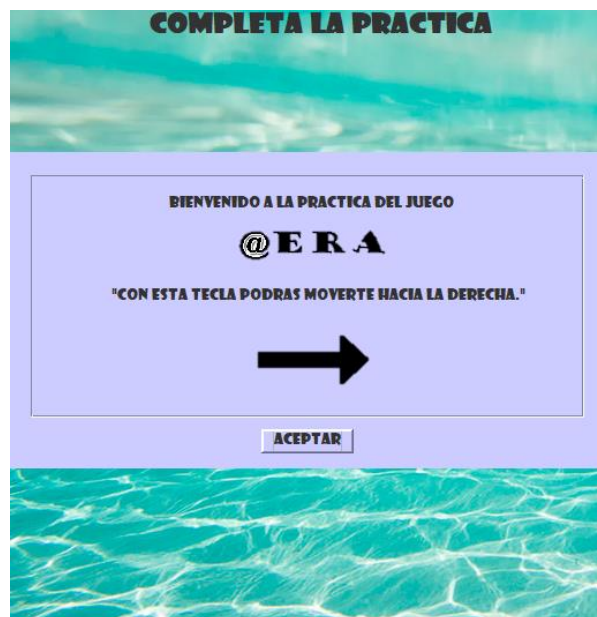 COMPLETA LA PRACTICA
BIENVENIDO A LA PRACTICA DEL JUEGO
@ERA
"CON ESTA TECLA PODRAS MOVERTE HACIA LA DERECHA."
ACEPTAR